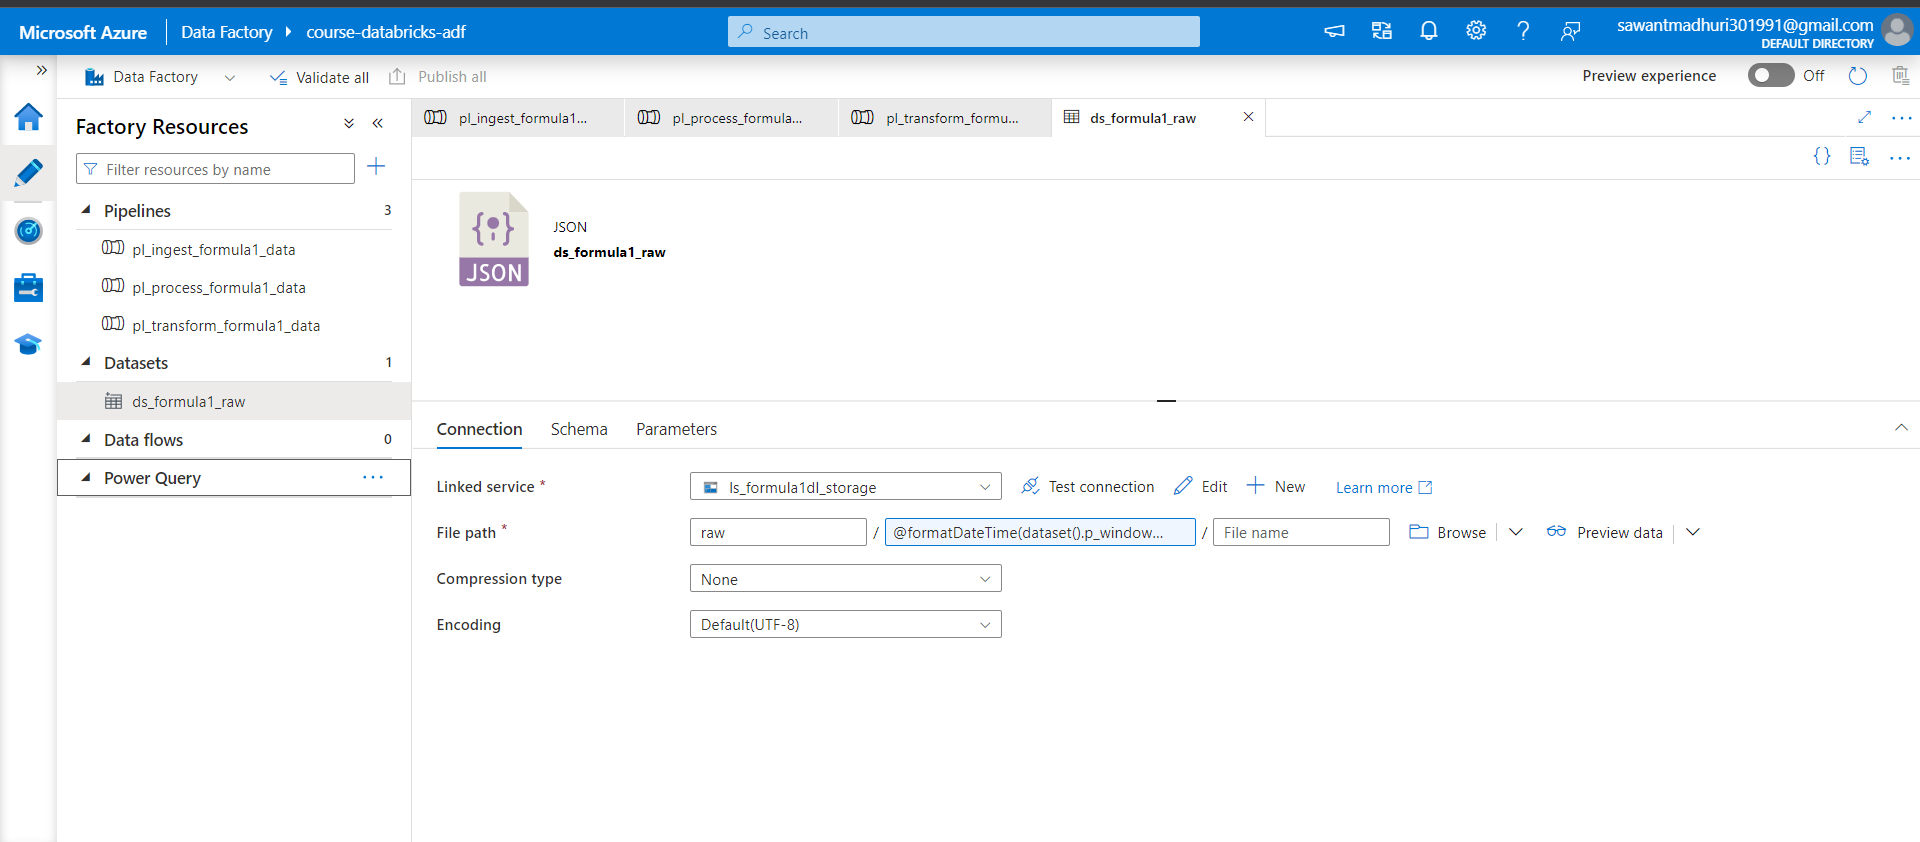 Microsoft Azure
Data Factory
course-databricks-adf
Search
sawantmadhuri301991@gmail.com
DEFAULT DIRECTORY
Data Factory
Validate all
Publish all
Preview experience
Off
Factory Resources
Filter resources by name
Pipelines 3
pl_ingest_formula1_data
pl_process_formula1_data
pl_transform_formula1_data
Datasets 1
ds_formula1_raw
Data flows 0
Power Query
pl_ingest_formula1...
pl_process_formula...
pl_transform_formu...
ds_formula1_raw
JSON
JSON
ds_formula1_raw
Connection
Schema
Parameters
Linked service *
ls_formula1dl_storage
Test connection
Edit
New
Learn more
File path *
raw / @formatDateTime(dataset().p_window... / File name
Browse
Preview data
Compression type
None
Encoding
Default(UTF-8)